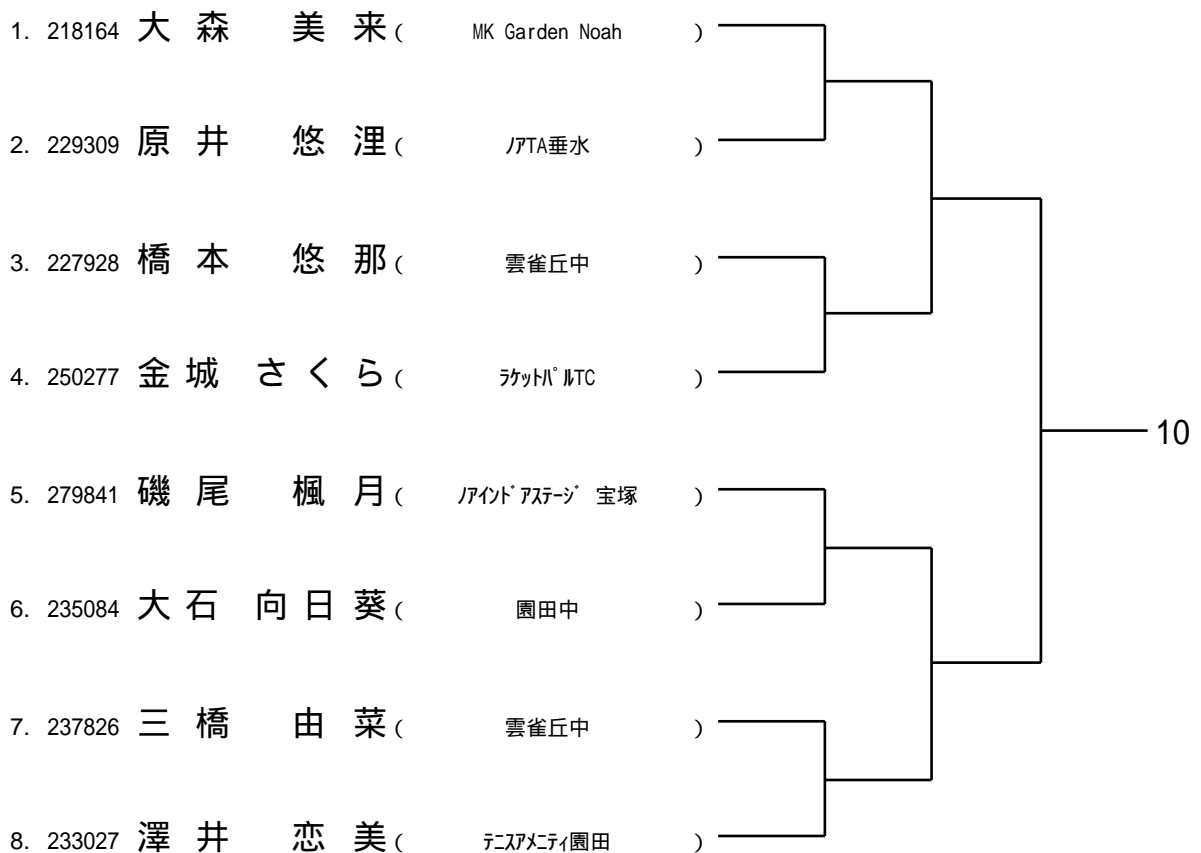 1. 218164 大森 美来( MK Garden Noah )
2. 229309 原井 悠浬( ﾉｱTA垂水 )
3. 227928 橋本 悠那( 雲雀丘中 )
4. 250277 金城 さくら( ﾗｹｯﾄﾊﾟﾙTC )
10
5. 279841 磯尾 楓月( ﾉｱｲﾝﾄﾞｱｽﾃｰｼﾞ 宝塚 )
6. 235084 大石 向日葵( 園田中 )
7. 237826 三橋 由菜( 雲雀丘中 )
8. 233027 澤井 恋美( ﾃﾆｽｱﾒﾆﾃｨ園田 )